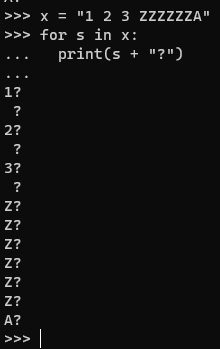 >>> x = "1 2 3 ZZZZZZA"
>>> for s in x:
...   print(s + "?")
...
1?
 ?
2?
 ?
3?
 ?
Z?
Z?
Z?
Z?
Z?
Z?
A?
>>>